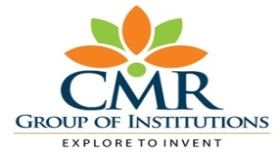 CMR
GROUP OF INSTITUTIONS
EXPLORE TO INVENT